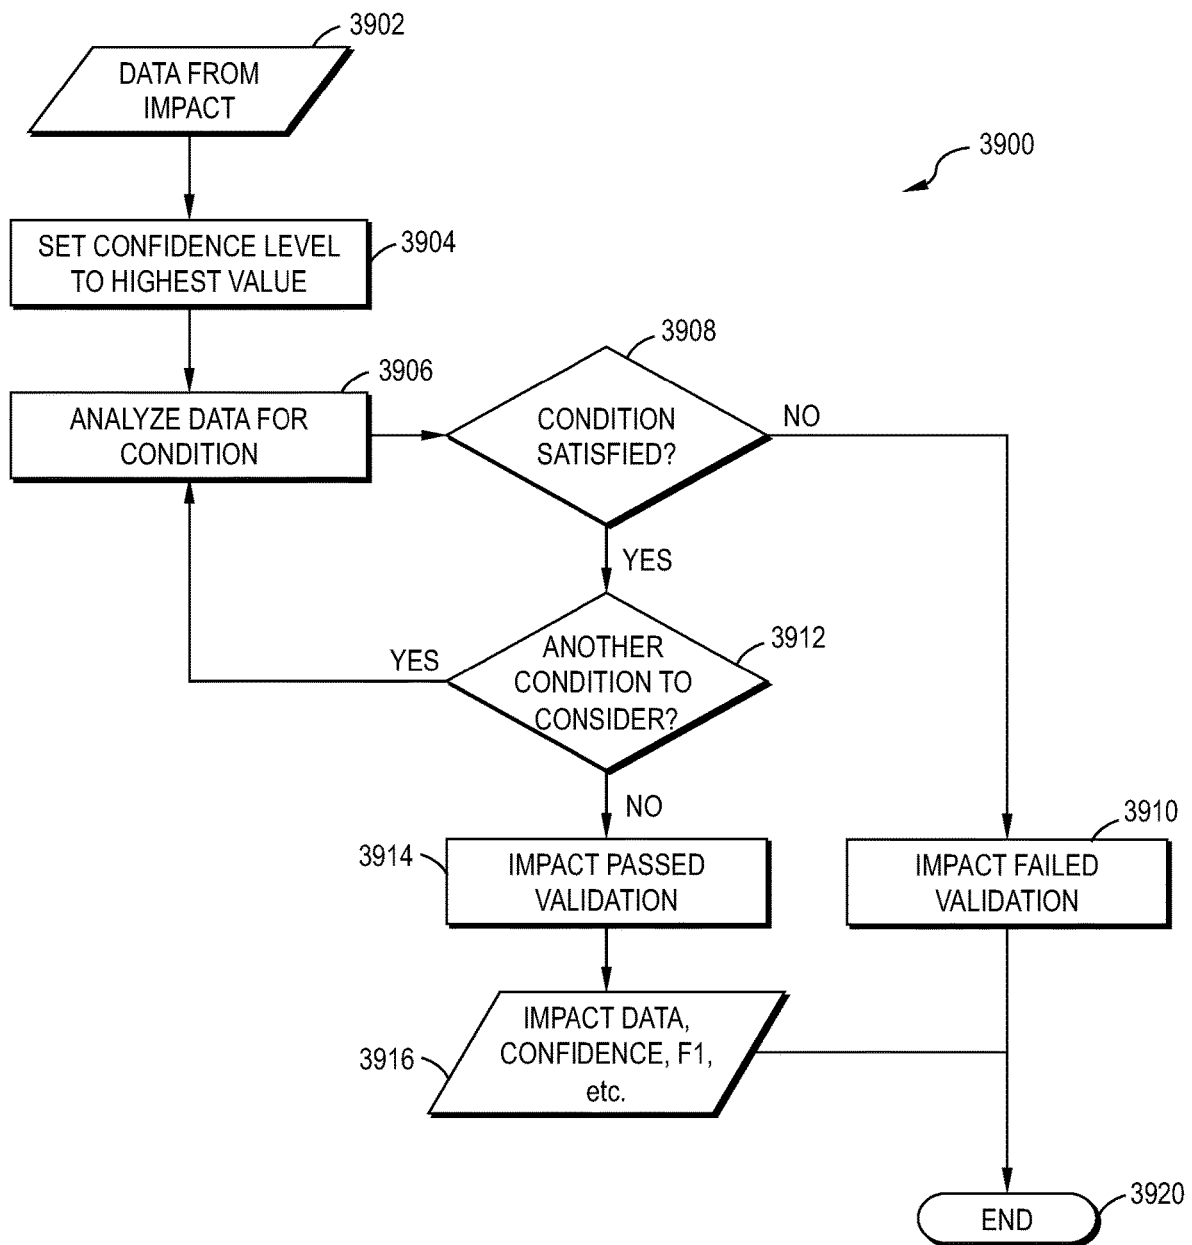 3902
DATA FROM
IMPACT
3900
SET CONFIDENCE LEVEL
TO HIGHEST VALUE
3904
3906
ANALYZE DATA FOR
CONDITION
3908
CONDITION
SATISFIED?
NO
YES
3912
ANOTHER
CONDITION TO
CONSIDER?
YES
NO
3914
IMPACT PASSED
VALIDATION
3910
IMPACT FAILED
VALIDATION
3916
IMPACT DATA,
CONFIDENCE, F1,
etc.
3920
END